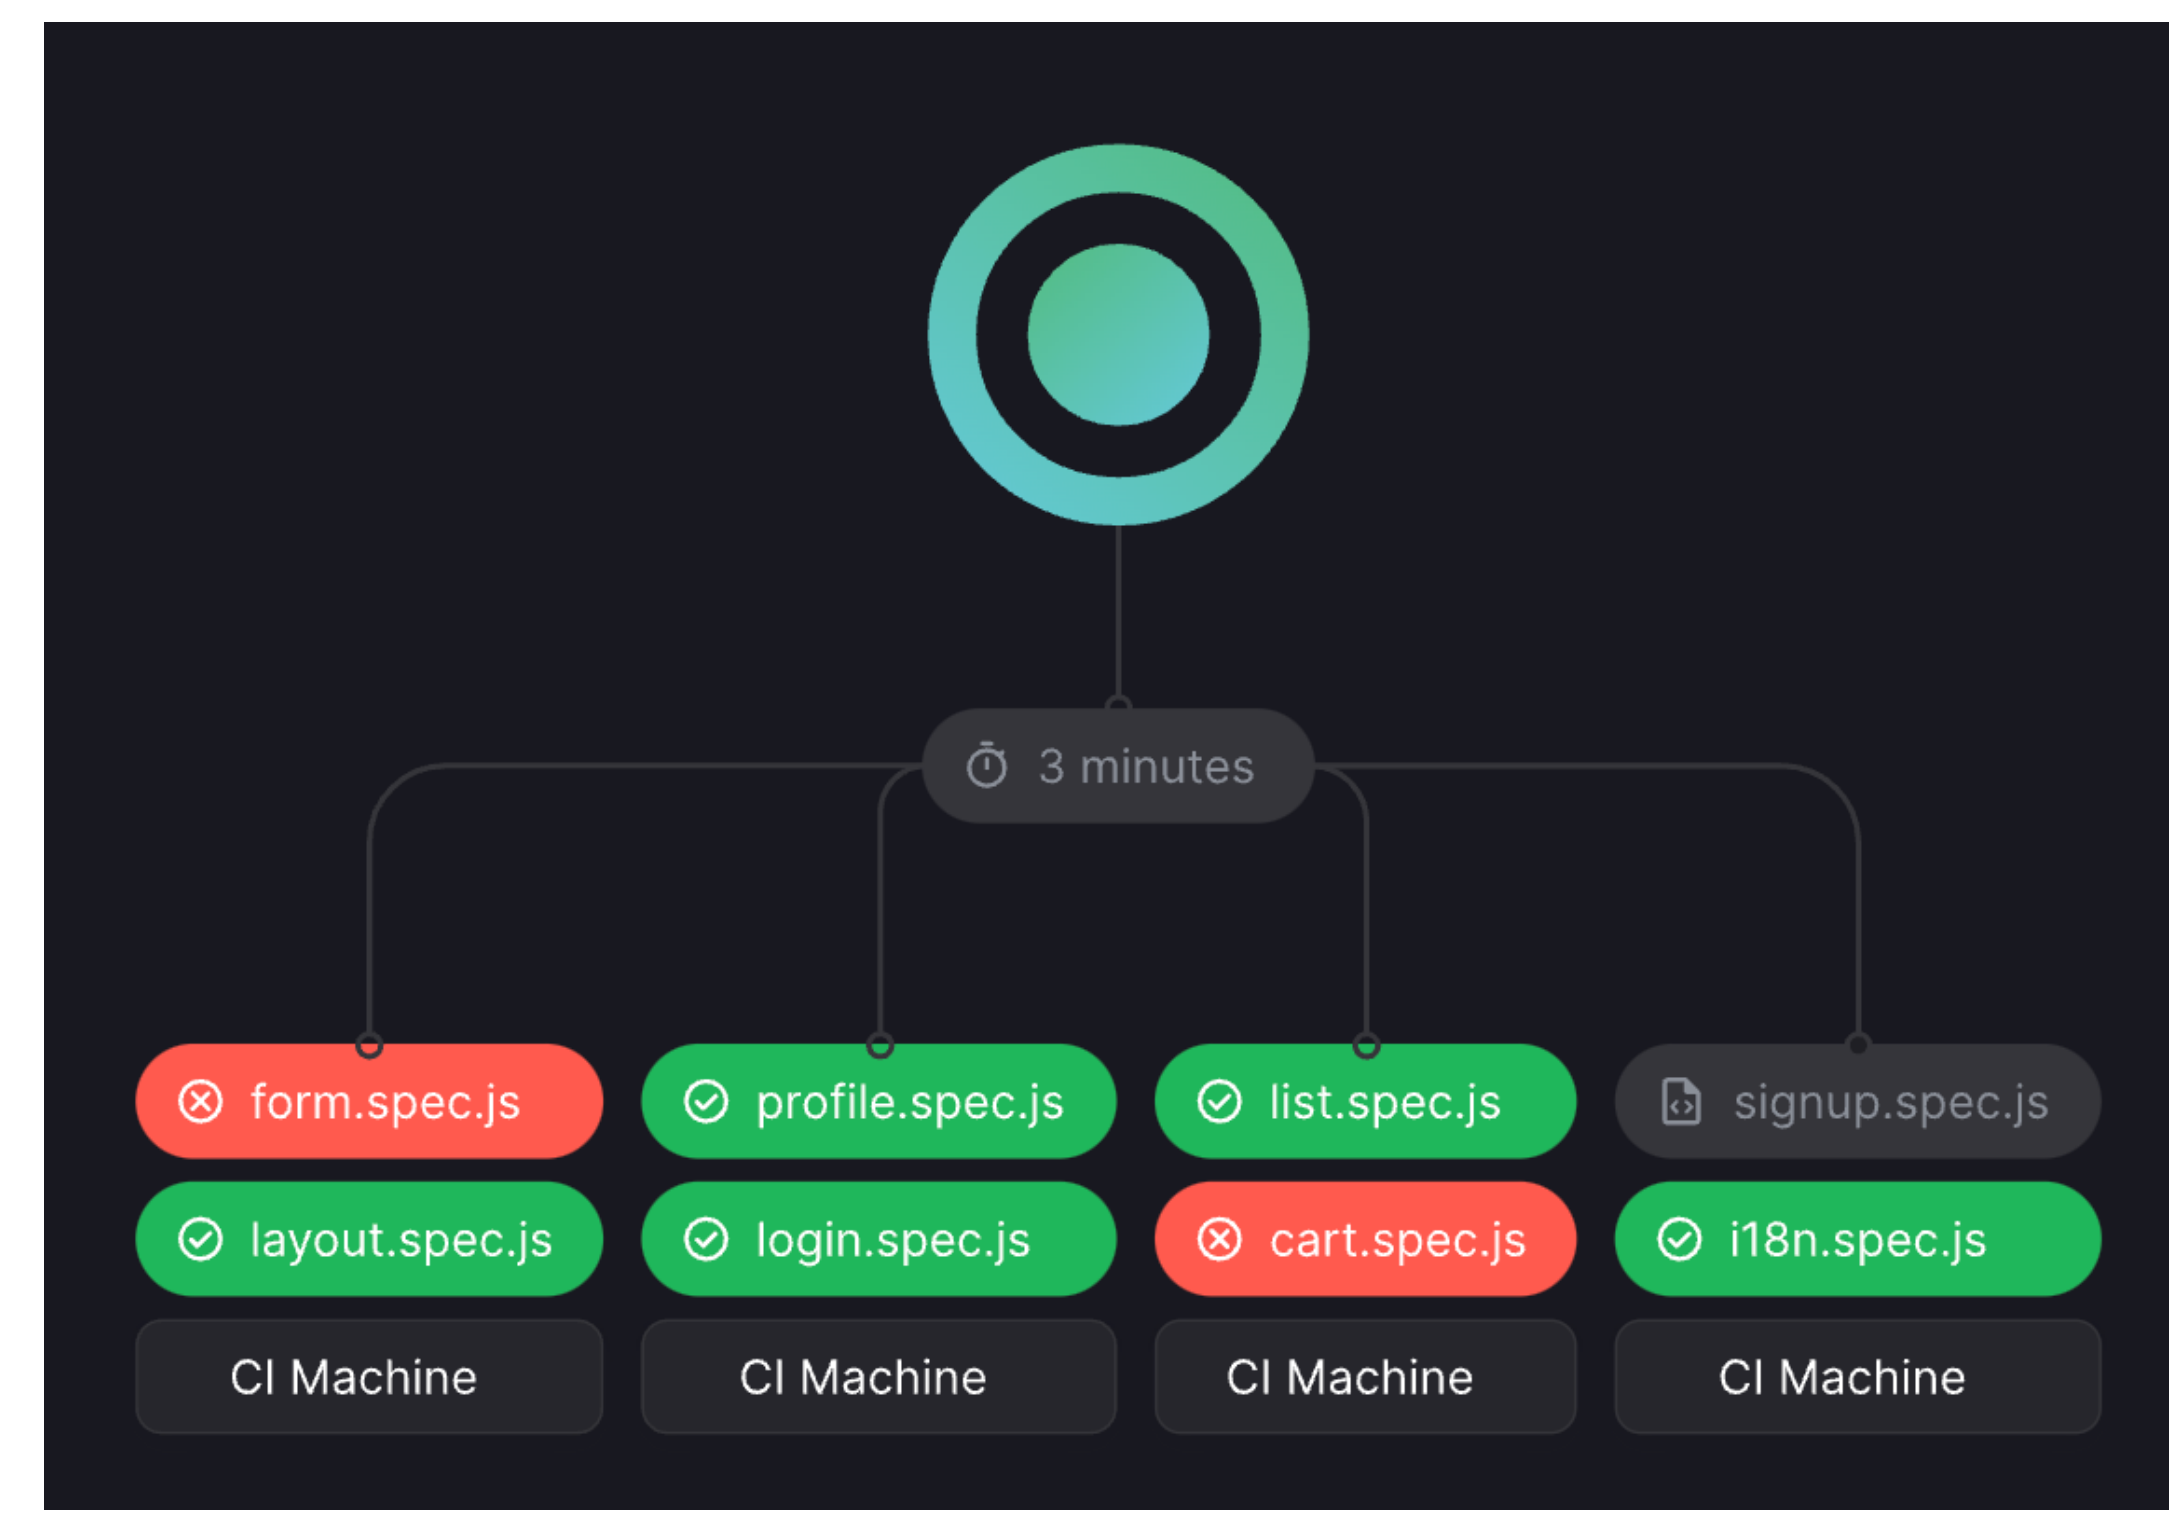 3 minutes
form.spec.js
profile.spec.js
list.spec.js
signup.spec.js
layout.spec.js
login.spec.js
cart.spec.js
i18n.spec.js
CI Machine
CI Machine
CI Machine
CI Machine